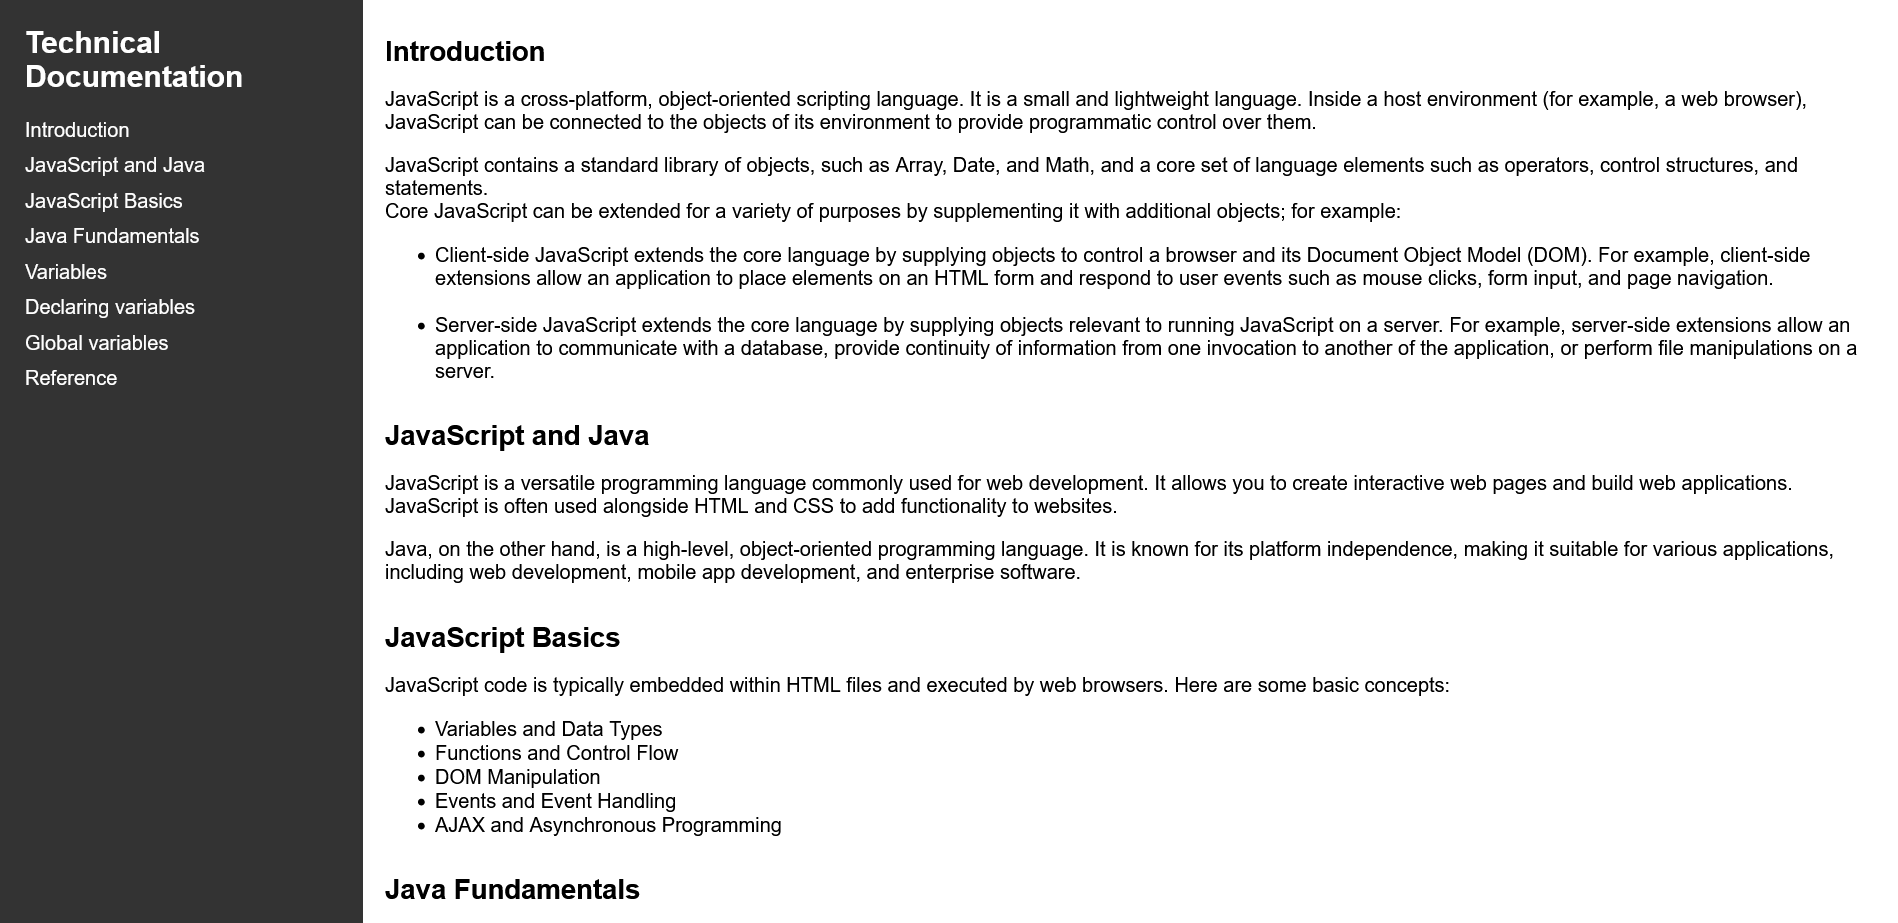 Technical
Documentation
Introduction
JavaScript and Java
JavaScript Basics
Java Fundamentals
Variables
Declaring variables
Global variables
Reference
Introduction
JavaScript is a cross-platform, object-oriented scripting language. It is a small and lightweight language. Inside a host environment (for example, a web browser),
JavaScript can be connected to the objects of its environment to provide programmatic control over them.
JavaScript contains a standard library of objects, such as Array, Date, and Math, and a core set of language elements such as operators, control structures, and
statements.
Core JavaScript can be extended for a variety of purposes by supplementing it with additional objects; for example:
• Client-side JavaScript extends the core language by supplying objects to control a browser and its Document Object Model (DOM). For example, client-side
extensions allow an application to place elements on an HTML form and respond to user events such as mouse clicks, form input, and page navigation.
• Server-side JavaScript extends the core language by supplying objects relevant to running JavaScript on a server. For example, server-side extensions allow an
application to communicate with a database, provide continuity of information from one invocation to another of the application, or perform file manipulations on a
server.
JavaScript and Java
JavaScript is a versatile programming language commonly used for web development. It allows you to create interactive web pages and build web applications.
JavaScript is often used alongside HTML and CSS to add functionality to websites.
Java, on the other hand, is a high-level, object-oriented programming language. It is known for its platform independence, making it suitable for various applications,
including web development, mobile app development, and enterprise software.
JavaScript Basics
JavaScript code is typically embedded within HTML files and executed by web browsers. Here are some basic concepts:
• Variables and Data Types
• Functions and Control Flow
• DOM Manipulation
• Events and Event Handling
• AJAX and Asynchronous Programming
Java Fundamentals